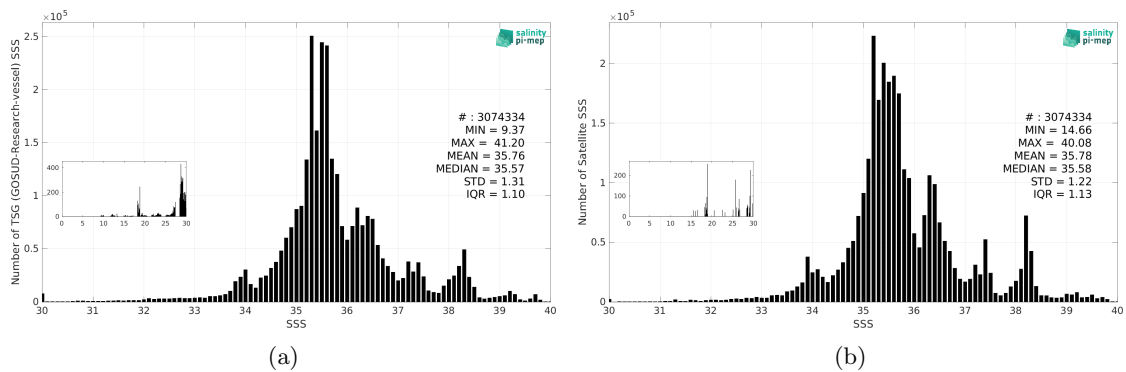 ×10⁵
2.5
2
1.5
1
0.5
0
Number of TSG (GOSUD-Research-vessel) SSS
salinity
pi-mep
# : 3074334
MIN = 9.37
MAX = 41.20
MEAN = 35.76
MEDIAN = 35.57
STD = 1.31
IQR = 1.10
400
200
0
0 5 10 15 20 25 30
30 31 32 33 34 35 36 37 38 39 40
SSS
(a)
×10⁵
2
1.5
1
0.5
0
Number of Satellite SSS
salinity
pi-mep
# : 3074334
MIN = 14.66
MAX = 40.08
MEAN = 35.78
MEDIAN = 35.58
STD = 1.22
IQR = 1.13
200
100
0
0 5 10 15 20 25 30
30 31 32 33 34 35 36 37 38 39 40
SSS
(b)